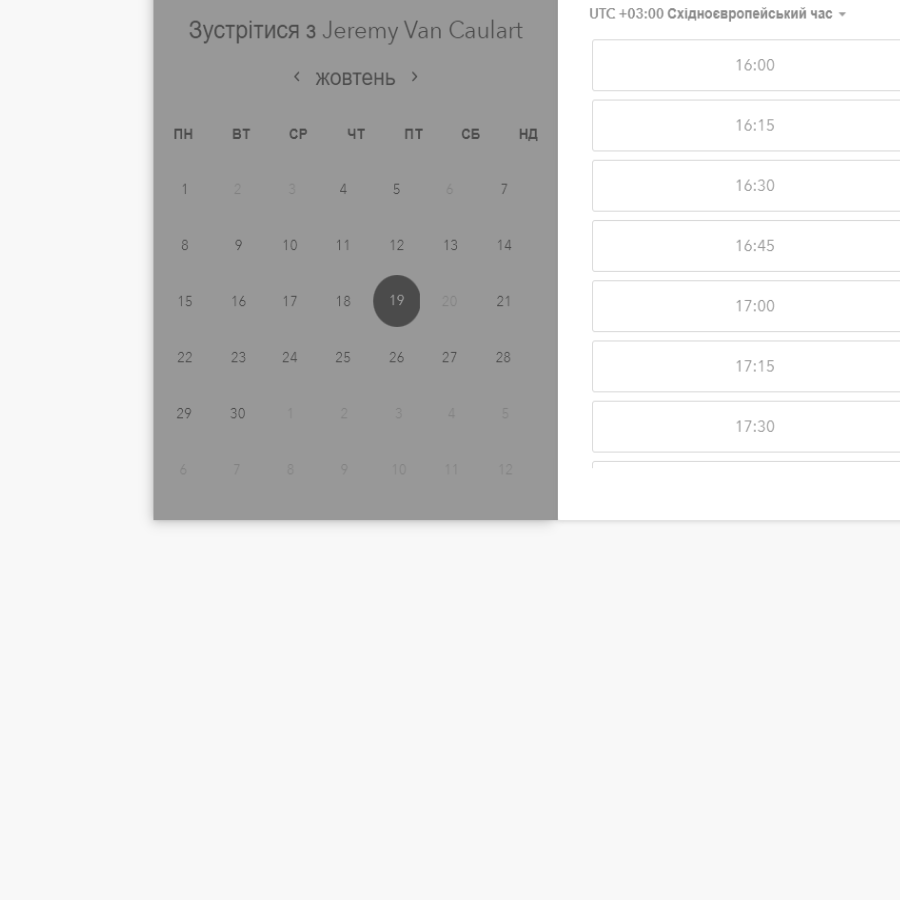 Зустрітися з Jeremy Van Caulart
‹ жовтень ›
ПН ВТ СР ЧТ ПТ СБ НД
1 2 3 4 5 6 7
8 9 10 11 12 13 14
15 16 17 18 19 20 21
22 23 24 25 26 27 28
29 30 1 2 3 4 5
6 7 8 9 10 11 12
UTC +03:00 Східноєвропейський час
16:00
16:15
16:30
16:45
17:00
17:15
17:30